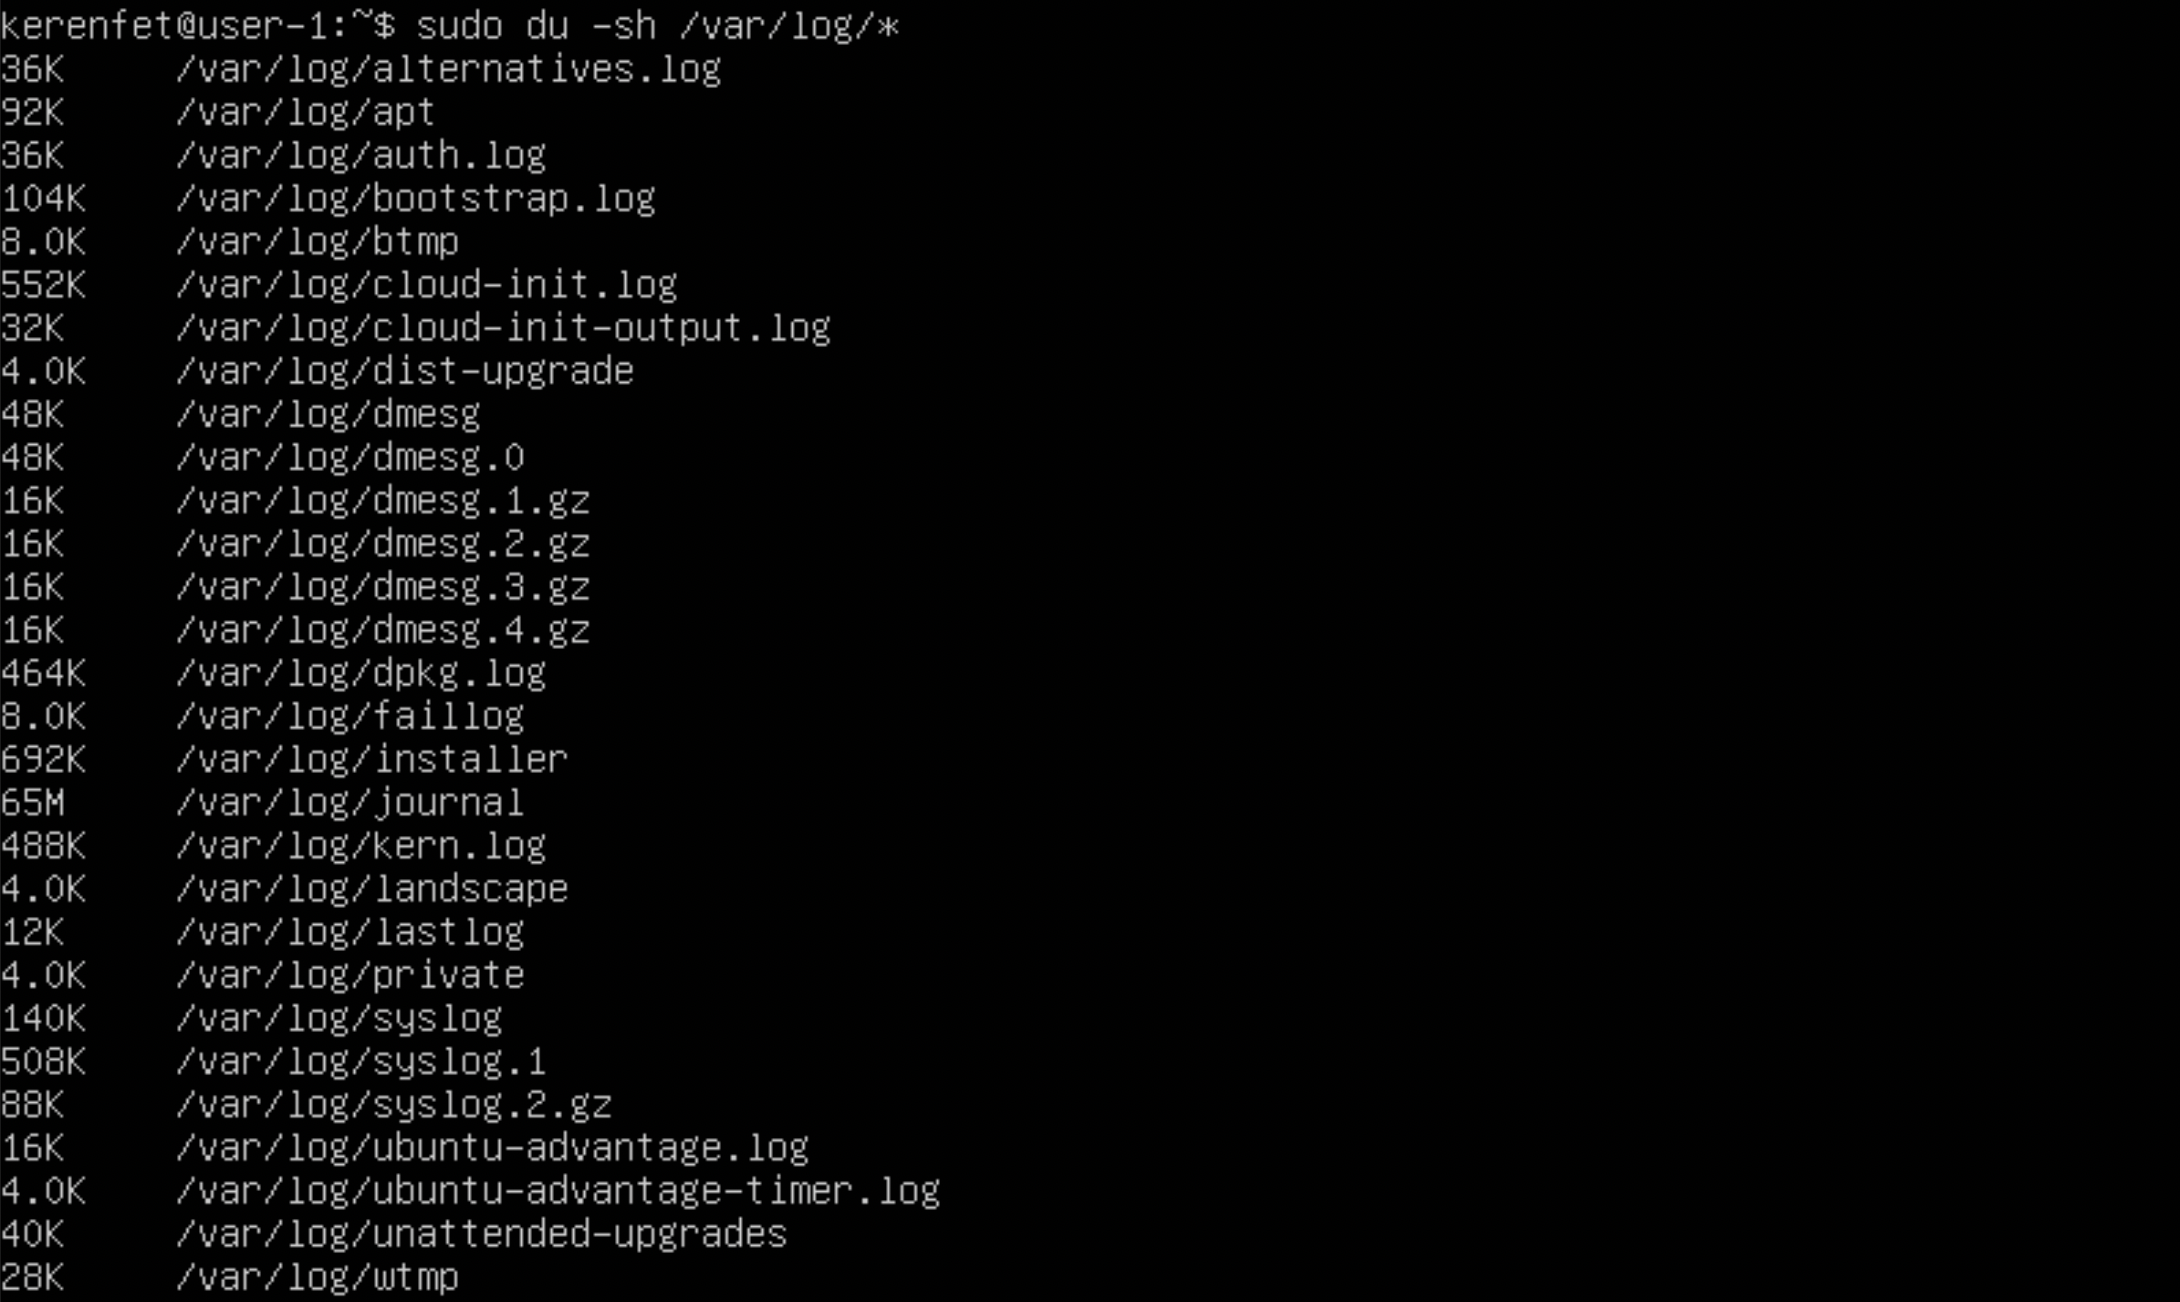 kerenfet@user-1:~$ sudo du -sh /var/log/*
36K /var/log/alternatives.log
92K /var/log/apt
36K /var/log/auth.log
104K /var/log/bootstrap.log
8.0K /var/log/btmp
552K /var/log/cloud-init.log
32K /var/log/cloud-init-output.log
4.0K /var/log/dist-upgrade
48K /var/log/dmesg
48K /var/log/dmesg.0
16K /var/log/dmesg.1.gz
16K /var/log/dmesg.2.gz
16K /var/log/dmesg.3.gz
16K /var/log/dmesg.4.gz
464K /var/log/dpkg.log
8.0K /var/log/faillog
692K /var/log/installer
65M /var/log/journal
488K /var/log/kern.log
4.0K /var/log/landscape
12K /var/log/lastlog
4.0K /var/log/private
140K /var/log/syslog
508K /var/log/syslog.1
88K /var/log/syslog.2.gz
16K /var/log/ubuntu-advantage.log
4.0K /var/log/ubuntu-advantage-timer.log
40K /var/log/unattended-upgrades
28K /var/log/wtmp